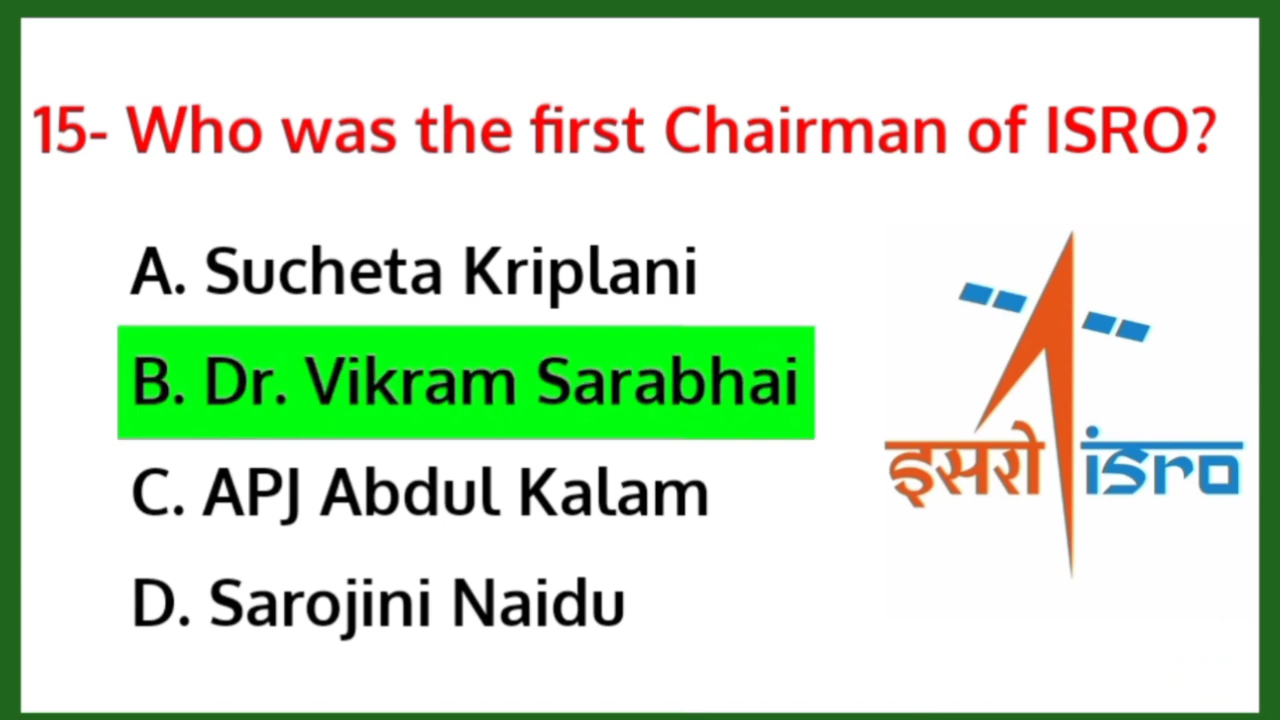 15- Who was the first Chairman of ISRO?
A. Sucheta Kriplani
B. Dr. Vikram Sarabhai
C. APJ Abdul Kalam
D. Sarojini Naidu
इसरो isro